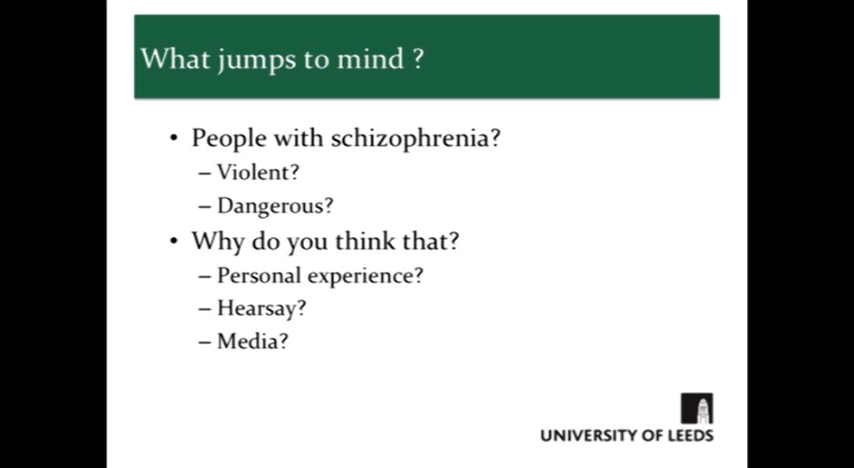 What jumps to mind ?
• People with schizophrenia?
– Violent?
– Dangerous?
• Why do you think that?
– Personal experience?
– Hearsay?
– Media?
UNIVERSITY OF LEEDS